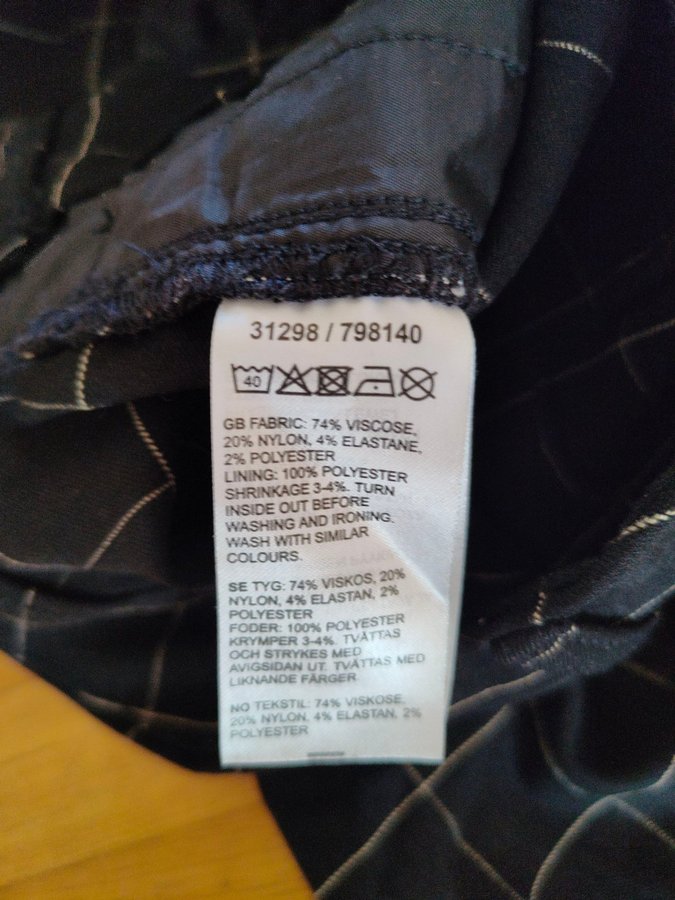 31298 / 798140
40
GB FABRIC: 74% VISCOSE,
20% NYLON, 4% ELASTANE,
2% POLYESTER
LINING: 100% POLYESTER
SHRINKAGE 3-4%. TURN
INSIDE OUT BEFORE
WASHING AND IRONING.
WASH WITH SIMILAR
COLOURS.
SE TYG: 74% VISKOS, 20%
NYLON, 4% ELASTAN, 2%
POLYESTER
FODER: 100% POLYESTER
KRYMPER 3-4%. TVÄTTAS
OCH STRYKES MED
AVIGSIDAN UT. TVÄTTAS MED
LIKNANDE FÄRGER.
NO TEKSTIL: 74% VISKOSE,
20% NYLON, 4% ELASTAN, 2%
POLYESTER